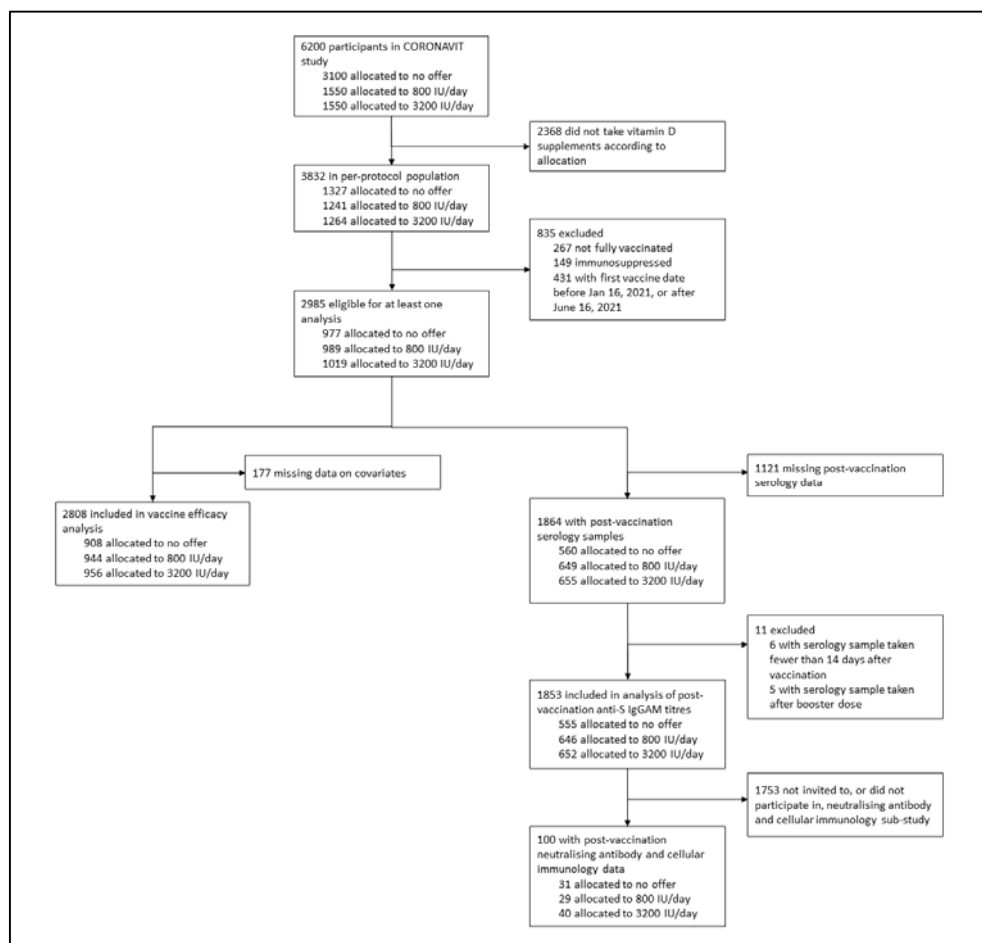 6200 participants in CORONAVIT
study
3100 allocated to no offer
1550 allocated to 800 IU/day
1550 allocated to 3200 IU/day
2368 did not take vitamin D
supplements according to
allocation
3832 in per-protocol population
1327 allocated to no offer
1241 allocated to 800 IU/day
1264 allocated to 3200 IU/day
835 excluded
267 not fully vaccinated
149 immunosuppressed
431 with first vaccine date
before Jan 16, 2021, or after
June 16, 2021
2985 eligible for at least one
analysis
977 allocated to no offer
989 allocated to 800 IU/day
1019 allocated to 3200 IU/day
177 missing data on covariates
1121 missing post-vaccination
serology data
2808 included in vaccine efficacy
analysis
908 allocated to no offer
944 allocated to 800 IU/day
956 allocated to 3200 IU/day
1864 with post-vaccination
serology samples
560 allocated to no offer
649 allocated to 800 IU/day
655 allocated to 3200 IU/day
11 excluded
6 with serology sample taken
fewer than 14 days after
vaccination
5 with serology sample taken
after booster dose
1853 included in analysis of post-
vaccination anti-S IgGAM titres
555 allocated to no offer
646 allocated to 800 IU/day
652 allocated to 3200 IU/day
1753 not invited to, or did not
participate in, neutralising antibody
and cellular immunology sub-study
100 with post-vaccination
neutralising antibody and cellular
immunology data
31 allocated to no offer
29 allocated to 800 IU/day
40 allocated to 3200 IU/day